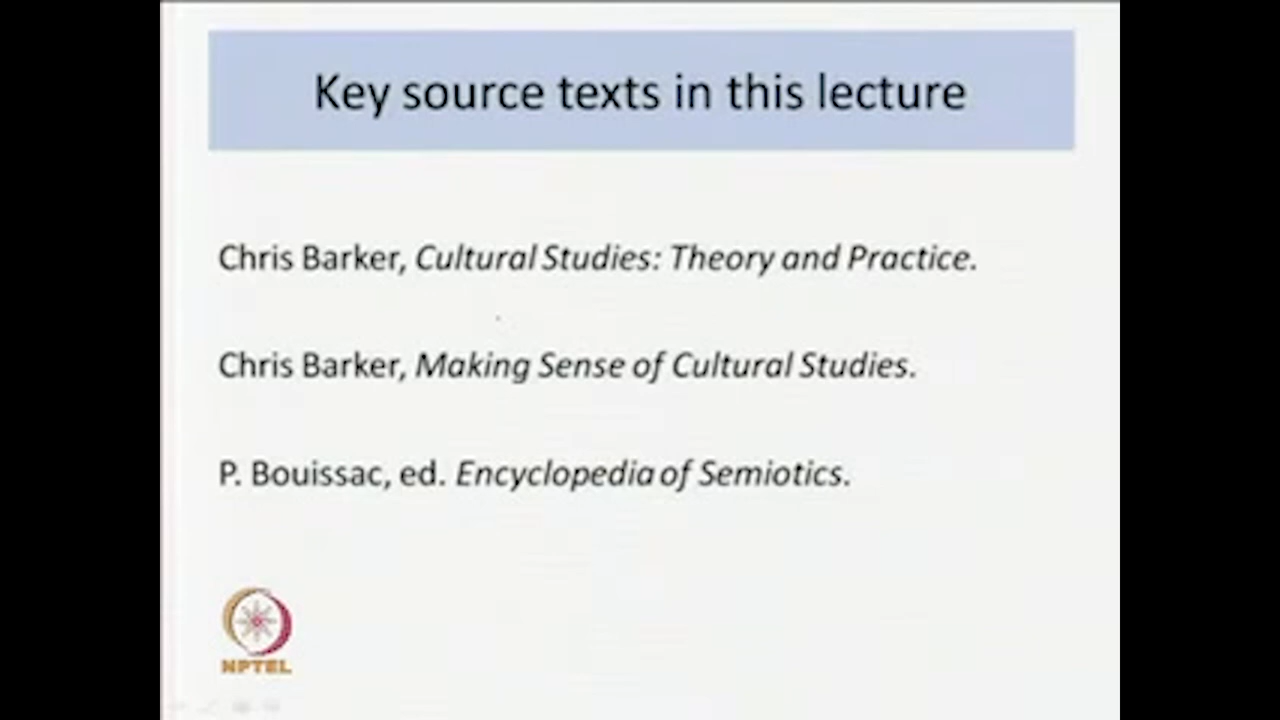 Key source texts in this lecture
Chris Barker, Cultural Studies: Theory and Practice.
Chris Barker, Making Sense of Cultural Studies.
P. Bouissac, ed. Encyclopedia of Semiotics.
NPTEL